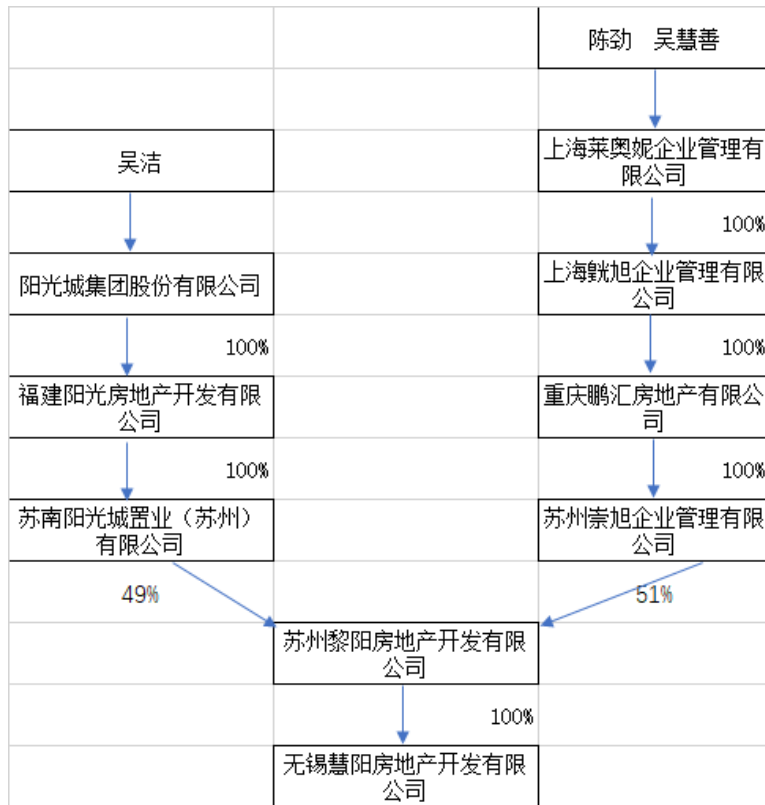 陈劲 吴慧善
吴洁
上海莱奥妮企业管理有
限公司
100%
阳光城集团股份有限公司
上海觥旭企业管理有限
公司
100%
100%
福建阳光房地产开发有限
公司
重庆鹏汇房地产有限公
司
100%
100%
苏南阳光城置业（苏州）
有限公司
苏州崇旭企业管理有限
公司
49%
51%
苏州黎阳房地产开发有限
公司
100%
无锡慧阳房地产开发有限
公司